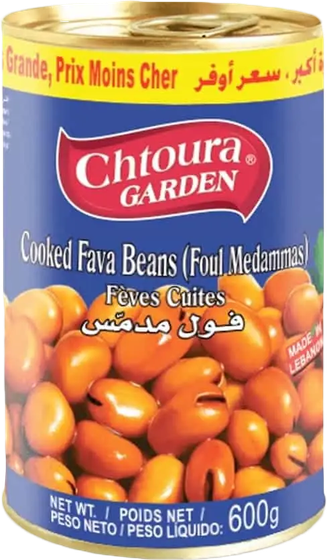 Grande, Prix Moins Cher أكبر، سعر أوفر
Chtoura®
GARDEN
Cooked Fava Beans (Foul Medammas)
Fèves Cuites
فول مدمّس
MADE IN
LEBANON
NET WT. / POIDS NET /
PESO NETO / PESO LÍQUIDO: 600g